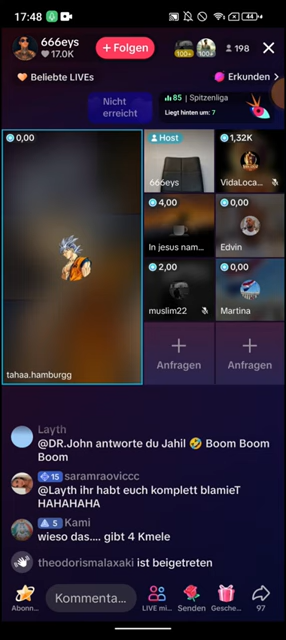 17:48
44
666eys
17.0K
+ Folgen
100+
100+
198
Beliebte LIVEs
Erkunden >
Nicht
erreicht
85 | Spitzenliga
Liegt hinten um: 7
0,00
tahaa.hamburgg
Host
666eys
1,32K
VidaLoca...
4,00
In jesus nam...
0,00
Edvin
2,00
muslim22
0,00
Martina
Anfragen
Anfragen
Layth
@DR.John antworte du Jahil 🤣 Boom Boom
Boom
15 saramraoviccc
@Layth ihr habt euch komplett blamieT
HAHAHAHA
5 Kami
wieso das.... gibt 4 Kmele
theodorismalaxaki ist beigetreten
Abonn...
Kommenta...
LIVE mi...
Senden
Gesche...
97